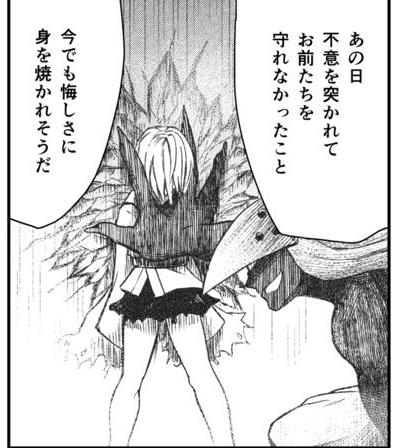 あの日
不意を突かれて
お前たちを
守れなかったこと
今でも悔しさに
身を焼かれそうだ